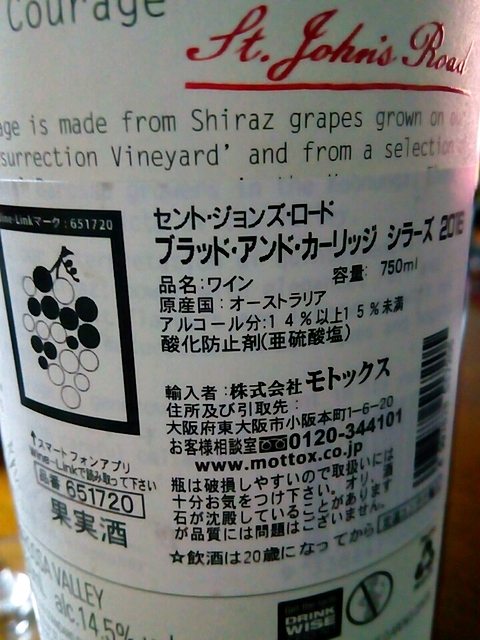 Courage
St. John's Road
age is made from Shiraz grapes grown on
surrection Vineyard' and from a selection
Wine-Linkマーク:651720
セント・ジョンズ・ロード
ブラッド・アンド・カーリッジ シラーズ 2016
品名:ワイン 容量: 750ml
原産国:オーストラリア
アルコール分:14%以上15%未満
酸化防止剤(亜硫酸塩)
輸入者:株式会社モトックス
住所及び引取先:
大阪府東大阪市小阪本町1-6-20
お客様相談室 0120-344101
www.mottox.co.jp
瓶は破損しやすいので取扱いには
十分お気をつけ下さい。オリ、酒
石が沈殿していることがあります
が品質には問題はございません。
☆飲酒は20歳になってから
スマートフォンアプリ
Wine-Linkで読み取って下さい
品番 651720
果実酒
SSA VALLEY
alc.14.5%
DRINK
WISE